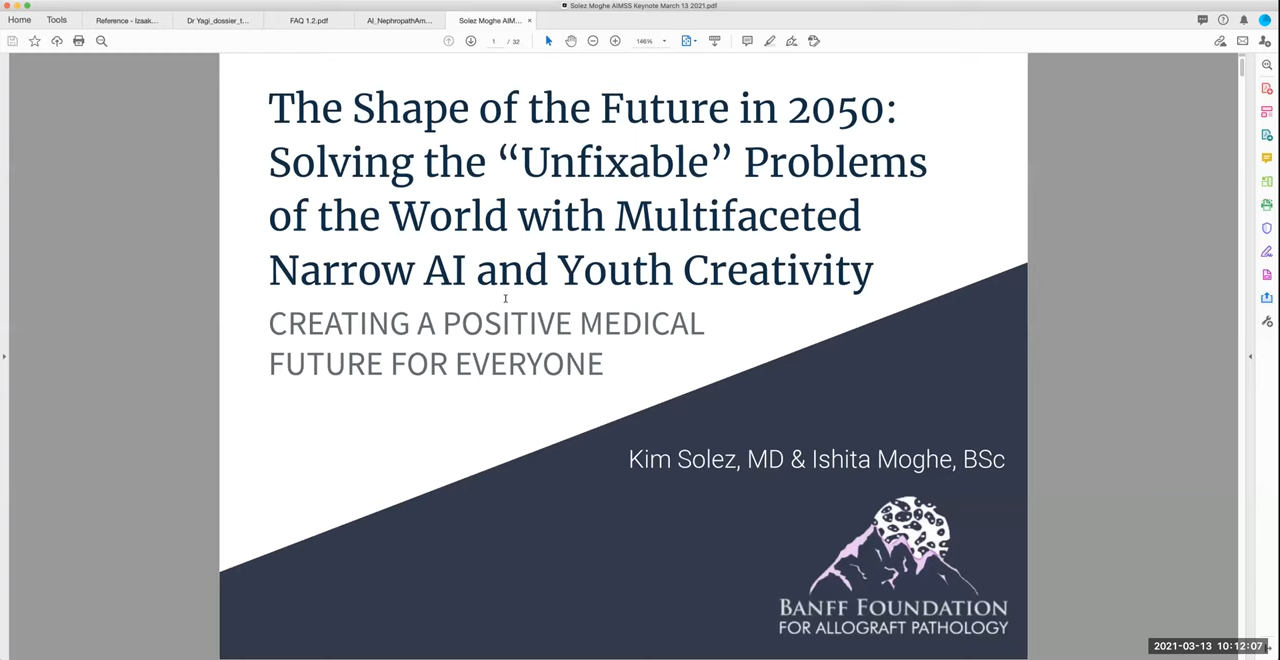 Solez Moghe AIMSS Keynote March 13 2021.pdf
Home Tools Reference - Izaak... Dr Yagi_dossier_t... FAQ 1.2.pdf AI_NephropathAm... Solez Moghe AIM... ×
1 / 32 146%
The Shape of the Future in 2050:
Solving the “Unfixable” Problems
of the World with Multifaceted
Narrow AI and Youth Creativity
CREATING A POSITIVE MEDICAL
FUTURE FOR EVERYONE
Kim Solez, MD & Ishita Moghe, BSc
BANFF FOUNDATION
FOR ALLOGRAFT PATHOLOGY
2021-03-13 10:12:07